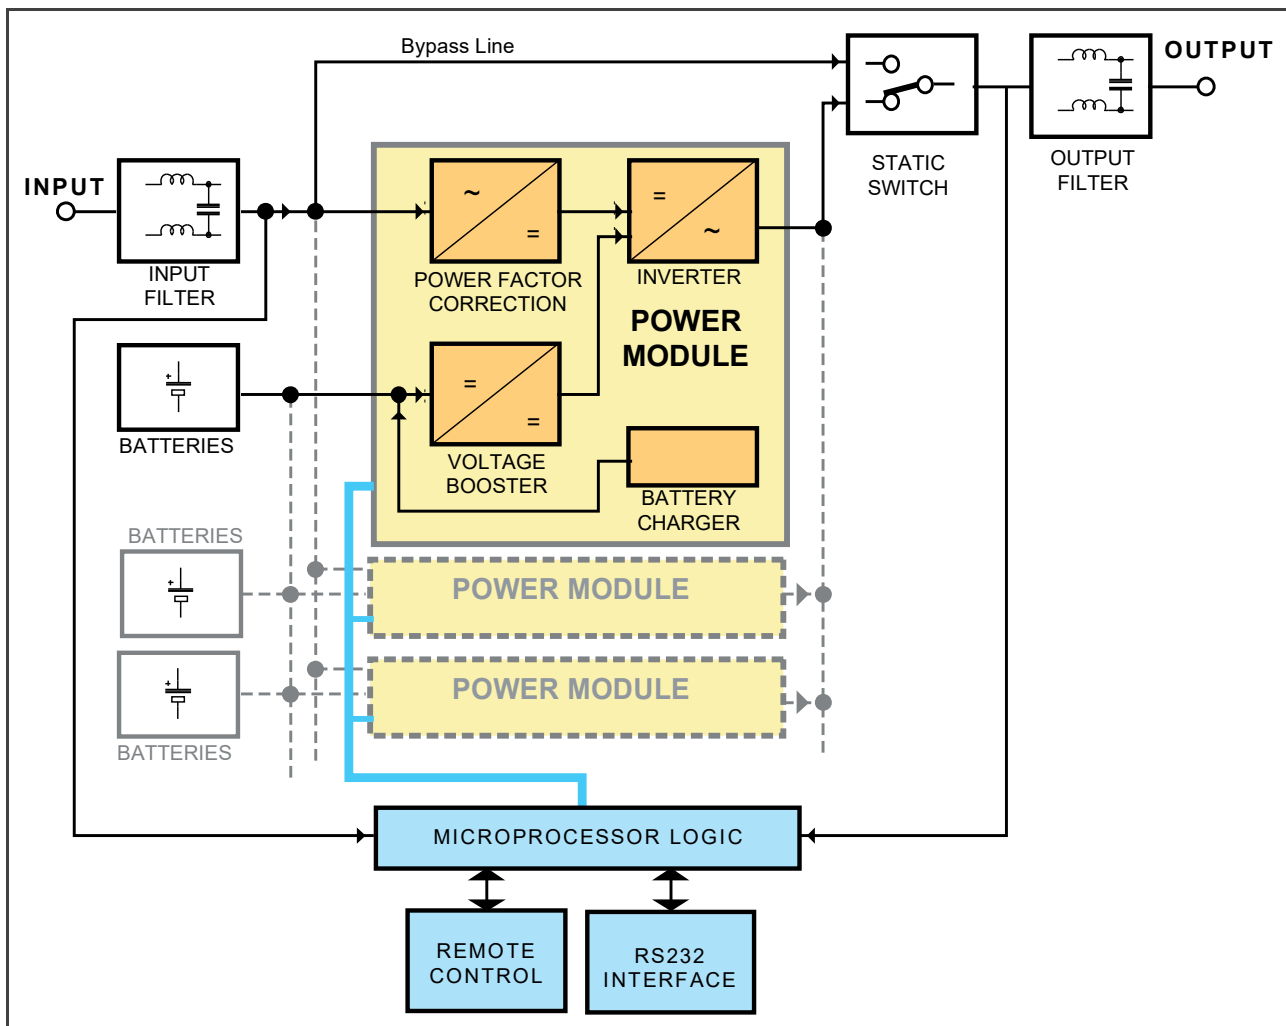 Bypass Line
OUTPUT
STATIC
SWITCH
OUTPUT
FILTER
INPUT
INPUT
FILTER
~
=
POWER FACTOR
CORRECTION
=
~
INVERTER
POWER
MODULE
+
BATTERIES
=
=
VOLTAGE
BOOSTER
BATTERY
CHARGER
BATTERIES
+
POWER MODULE
+
BATTERIES
POWER MODULE
MICROPROCESSOR LOGIC
REMOTE
CONTROL
RS232
INTERFACE